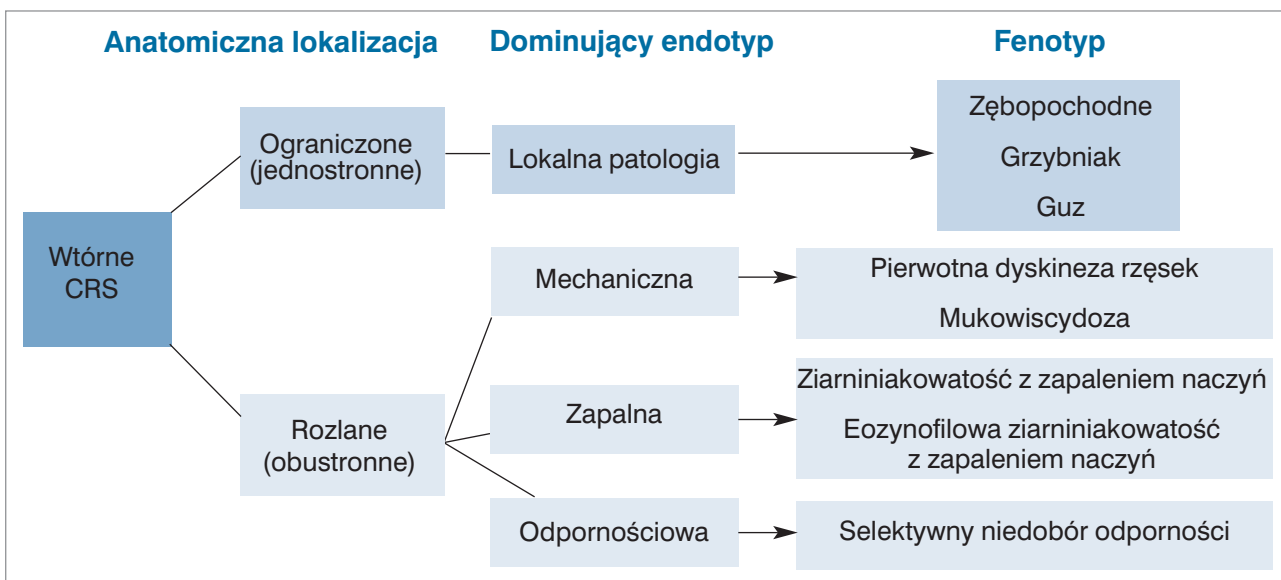 Anatomiczna lokalizacja
Dominujący endotyp
Fenotyp
Wtórne
CRS
Ograniczone
(jednostronne)
Lokalna patologia
Zębopochodne
Grzybniak
Guz
Rozlane
(obustronne)
Mechaniczna
Pierwotna dyskineza rzęsek
Mukowiscydoza
Zapalna
Ziarniniakowatość z zapaleniem naczyń
Eozynofilowa ziarniniakowatość
z zapaleniem naczyń
Odpornościowa
Selektywny niedobór odporności